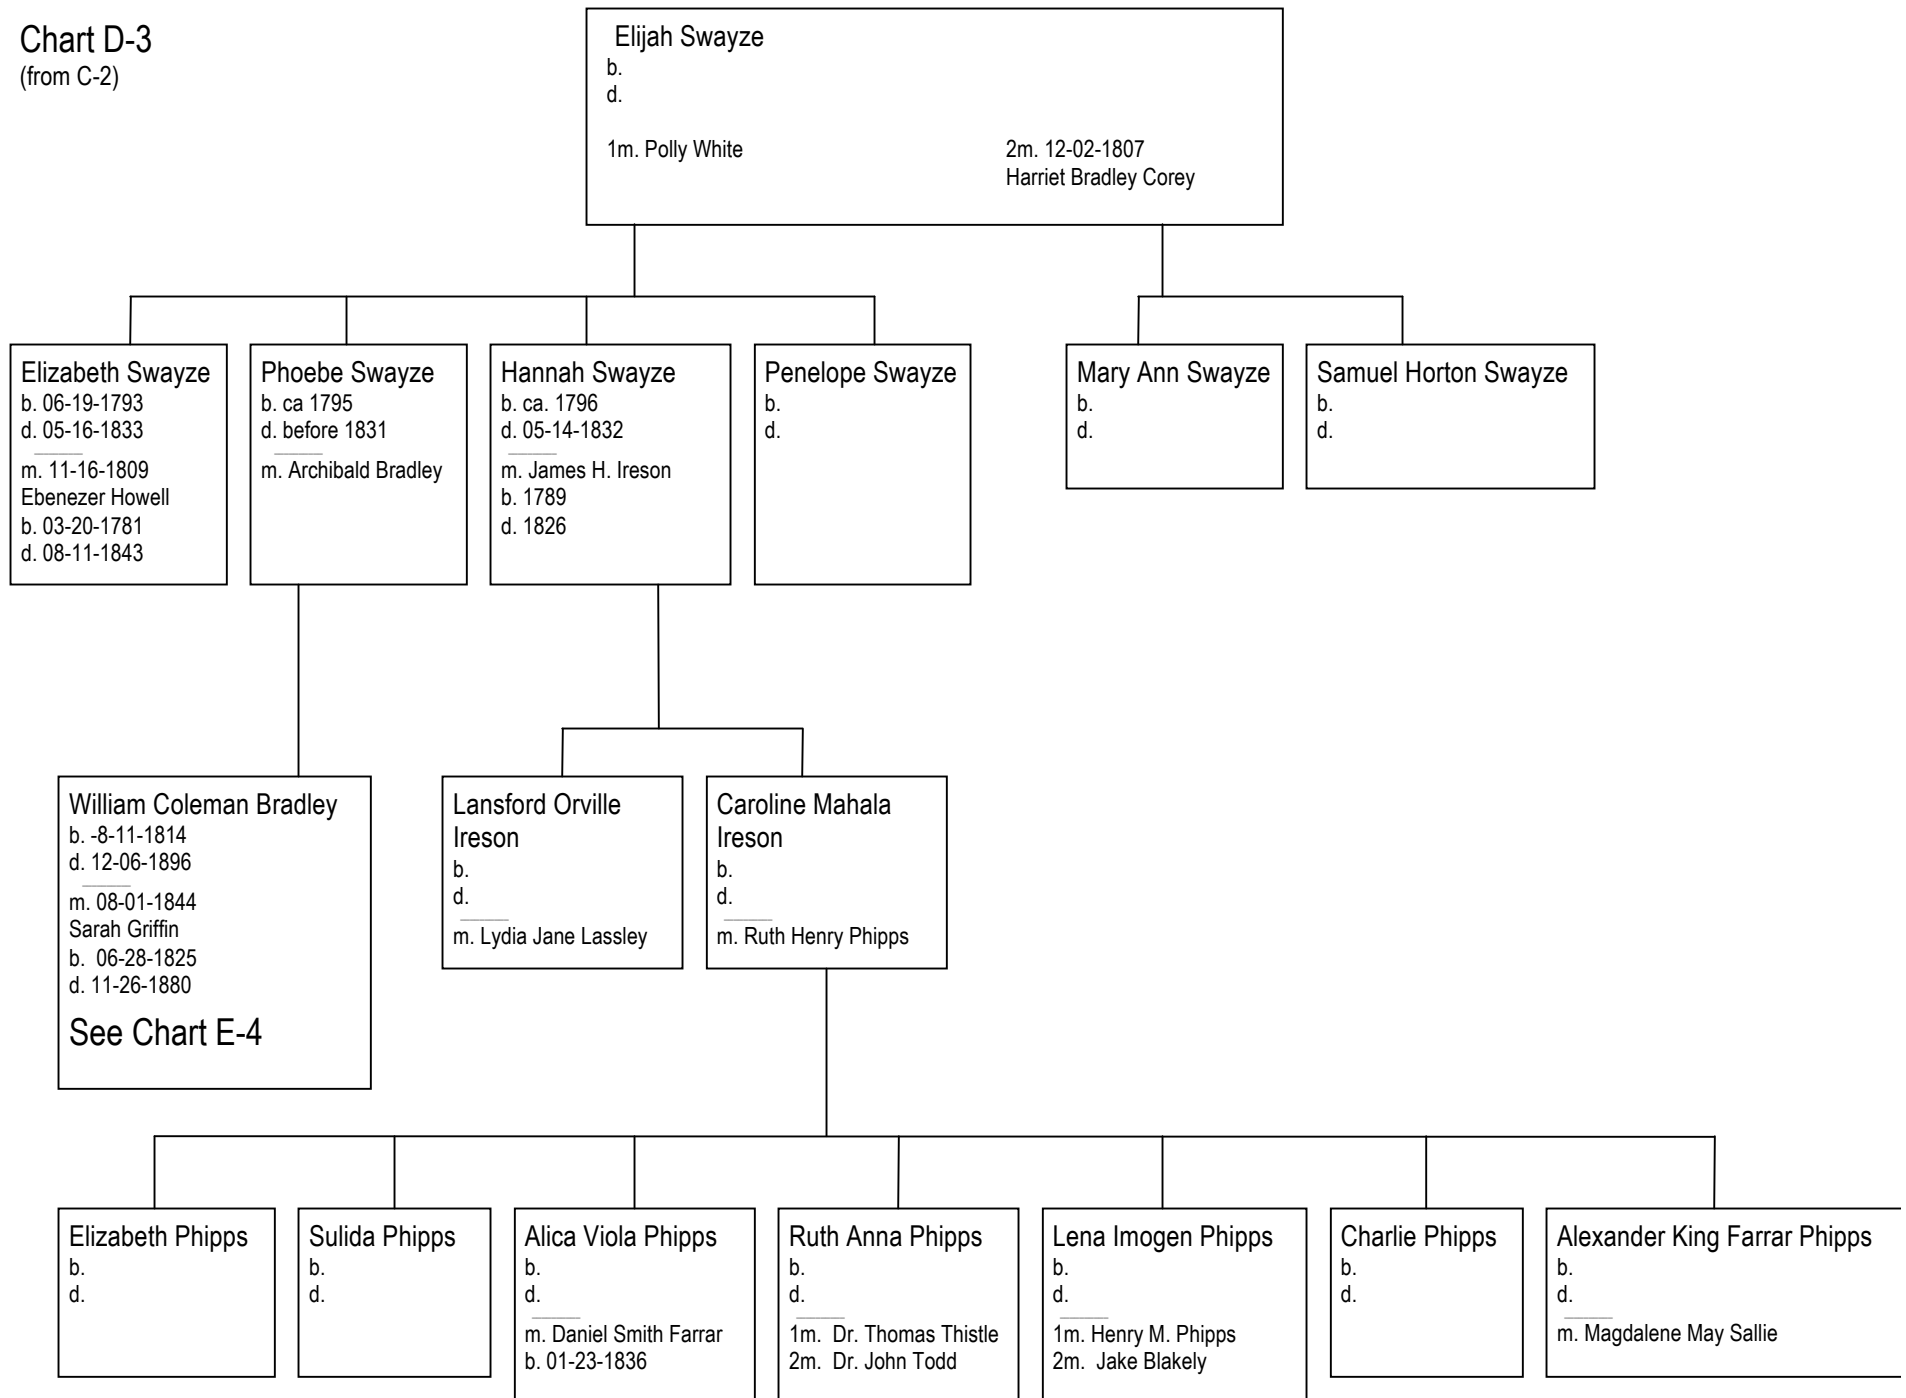 Chart D-3
(from C-2)
Elijah Swayze
b.
d.
1m. Polly White
2m. 12-02-1807
Harriet Bradley Corey
Elizabeth Swayze
b. 06-19-1793
d. 05-16-1833
m. 11-16-1809
Ebenezer Howell
b. 03-20-1781
d. 08-11-1843
Phoebe Swayze
b. ca 1795
d. before 1831
m. Archibald Bradley
Hannah Swayze
b. ca. 1796
d. 05-14-1832
m. James H. Ireson
b. 1789
d. 1826
Penelope Swayze
b.
d.
Mary Ann Swayze
b.
d.
Samuel Horton Swayze
b.
d.
William Coleman Bradley
b. -8-11-1814
d. 12-06-1896
m. 08-01-1844
Sarah Griffin
b. 06-28-1825
d. 11-26-1880
See Chart E-4
Lansford Orville
Ireson
b.
d.
m. Lydia Jane Lassley
Caroline Mahala
Ireson
b.
d.
m. Ruth Henry Phipps
Elizabeth Phipps
b.
d.
Sulida Phipps
b.
d.
Alica Viola Phipps
b.
d.
m. Daniel Smith Farrar
b. 01-23-1836
Ruth Anna Phipps
b.
d.
1m. Dr. Thomas Thistle
2m. Dr. John Todd
Lena Imogen Phipps
b.
d.
1m. Henry M. Phipps
2m. Jake Blakely
Charlie Phipps
b.
d.
Alexander King Farrar Phipps
b.
d.
m. Magdalene May Sallie